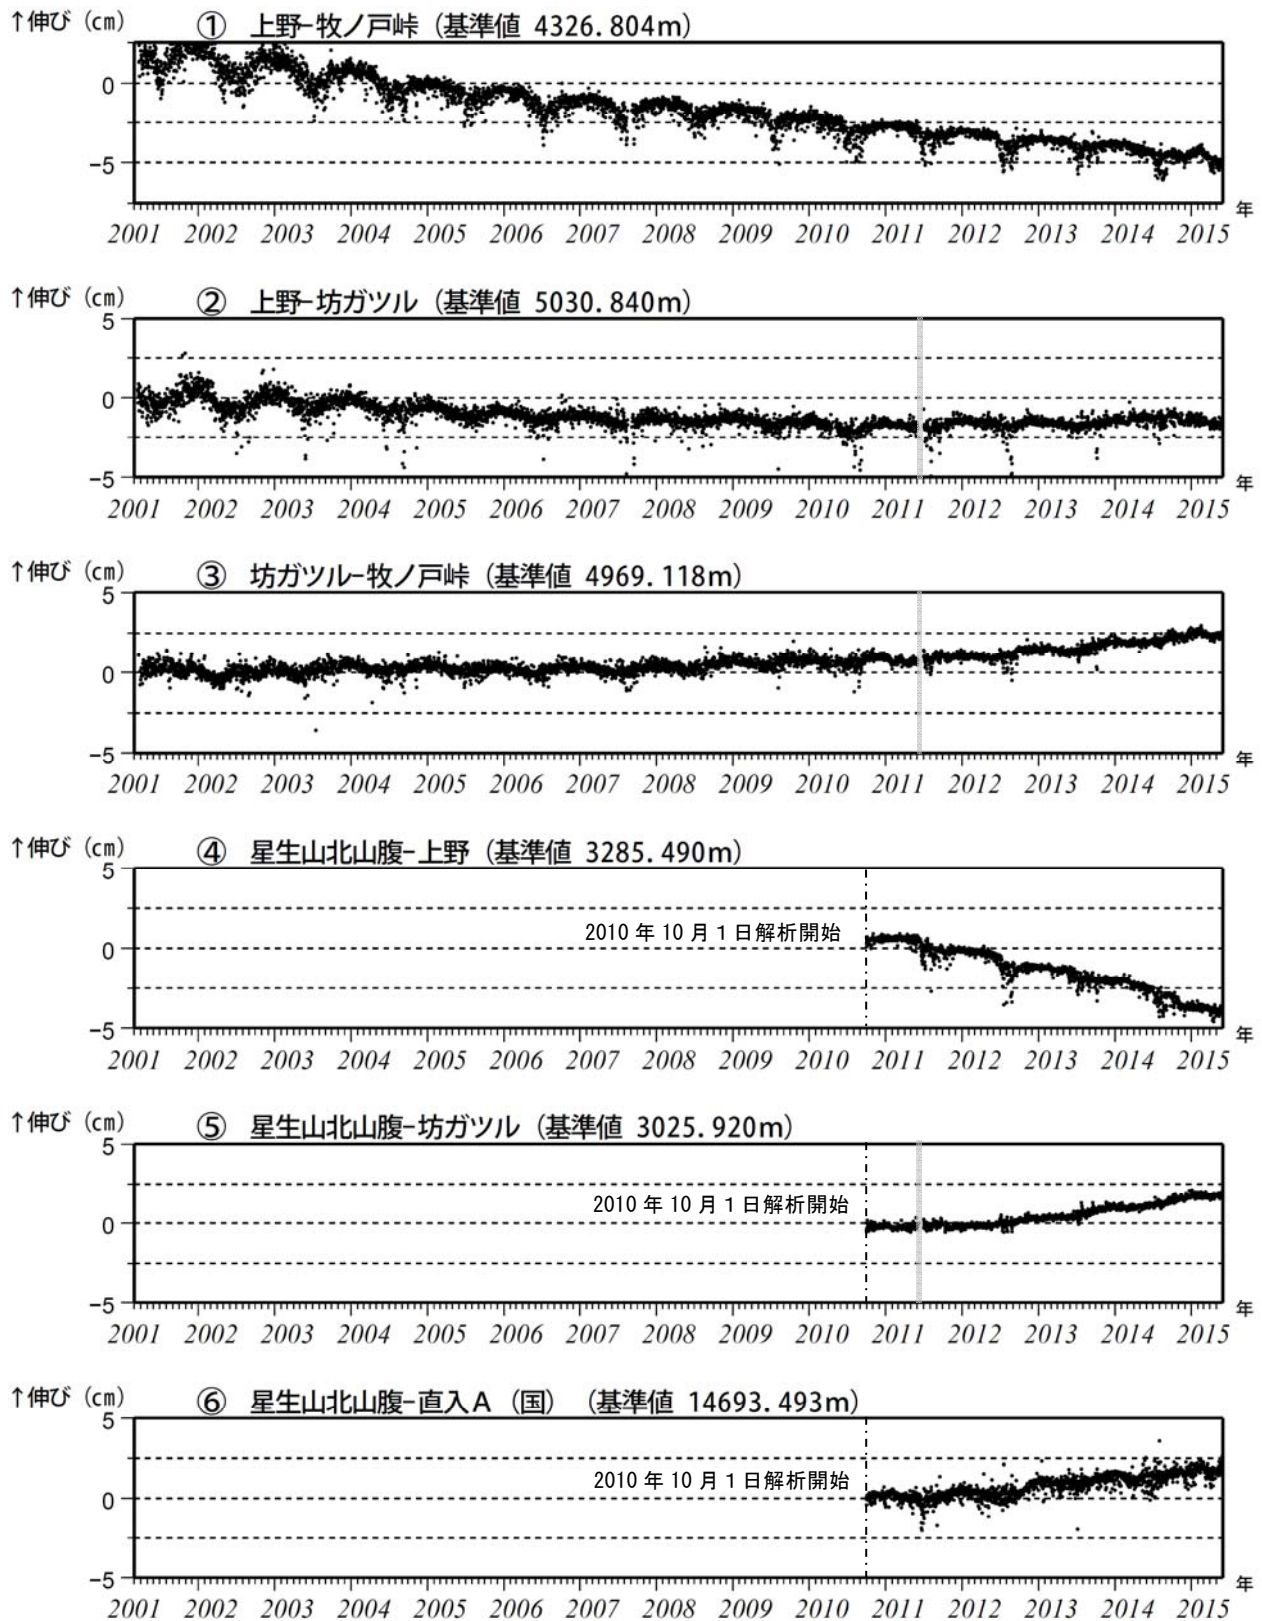 ↑伸び（cm） ① 上野-牧ノ戸峠（基準値 4326.804m）
0
-5
年
2001 2002 2003 2004 2005 2006 2007 2008 2009 2010 2011 2012 2013 2014 2015
↑伸び（cm） ② 上野-坊ガツル（基準値 5030.840m）
5
0
-5
年
2001 2002 2003 2004 2005 2006 2007 2008 2009 2010 2011 2012 2013 2014 2015
↑伸び（cm） ③ 坊ガツル-牧ノ戸峠（基準値 4969.118m）
5
0
-5
年
2001 2002 2003 2004 2005 2006 2007 2008 2009 2010 2011 2012 2013 2014 2015
↑伸び（cm） ④ 星生山北山腹-上野（基準値 3285.490m）
5
2010年10月1日解析開始
0
-5
年
2001 2002 2003 2004 2005 2006 2007 2008 2009 2010 2011 2012 2013 2014 2015
↑伸び（cm） ⑤ 星生山北山腹-坊ガツル（基準値 3025.920m）
5
2010年10月1日解析開始
0
-5
年
2001 2002 2003 2004 2005 2006 2007 2008 2009 2010 2011 2012 2013 2014 2015
↑伸び（cm） ⑥ 星生山北山腹-直入A（国）（基準値 14693.493m）
5
2010年10月1日解析開始
0
-5
年
2001 2002 2003 2004 2005 2006 2007 2008 2009 2010 2011 2012 2013 2014 2015